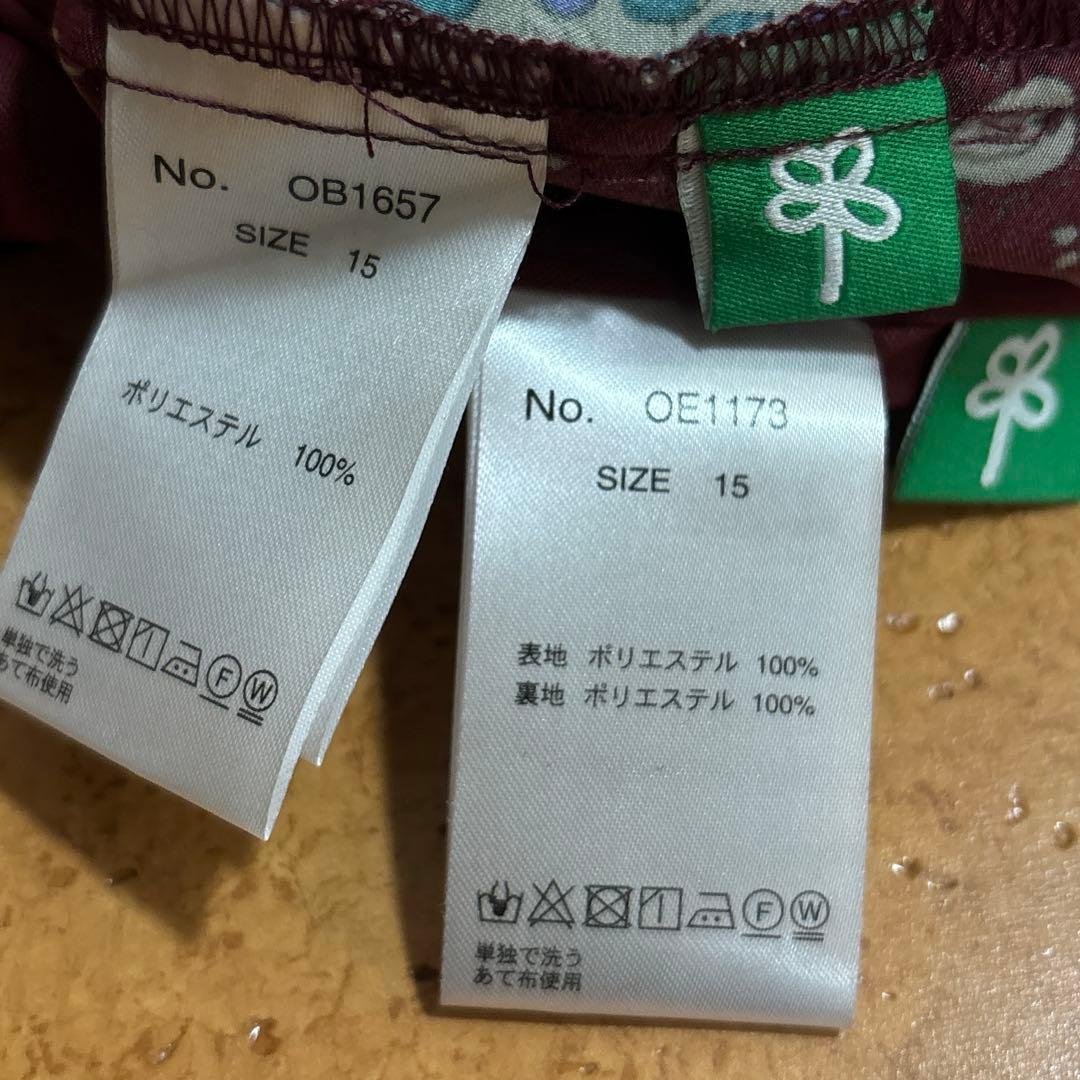 No. OB1657
SIZE 15
ポリエステル 100%
F W
単独で洗う
あて布使用
No. OE1173
SIZE 15
表地 ポリエステル 100%
裏地 ポリエステル 100%
F W
単独で洗う
あて布使用